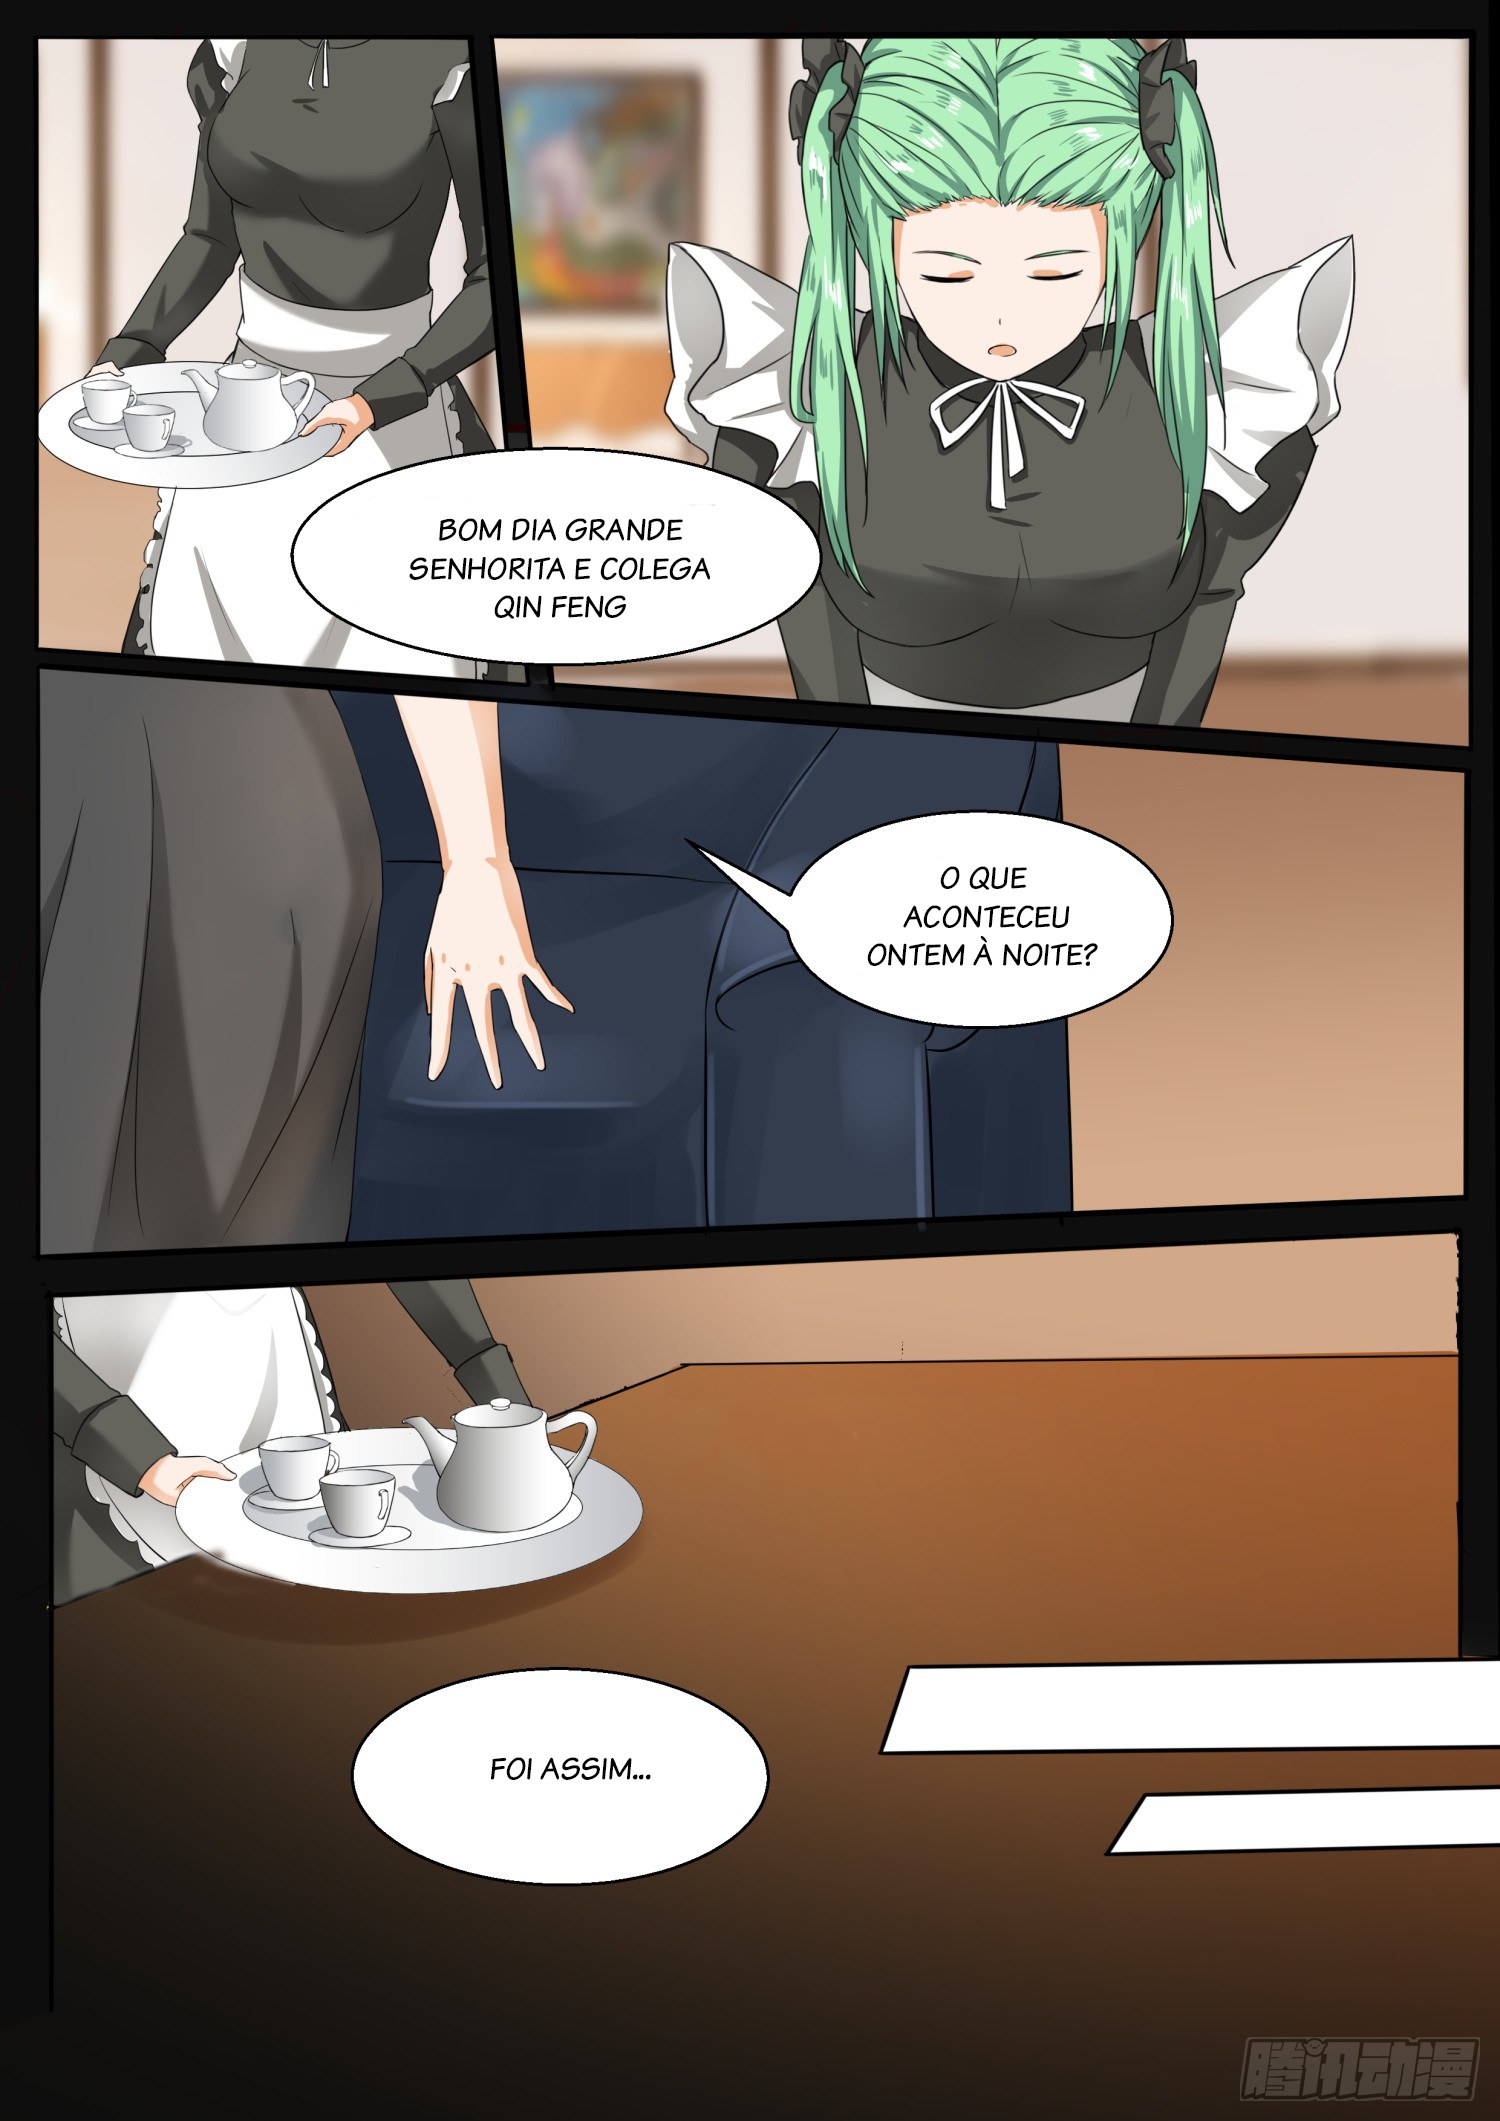 BOM DIA GRANDE
SENHORITA E COLEGA
QIN FENG
O QUE
ACONTECEU
ONTEM À NOITE?
FOI ASSIM...
腾讯动漫